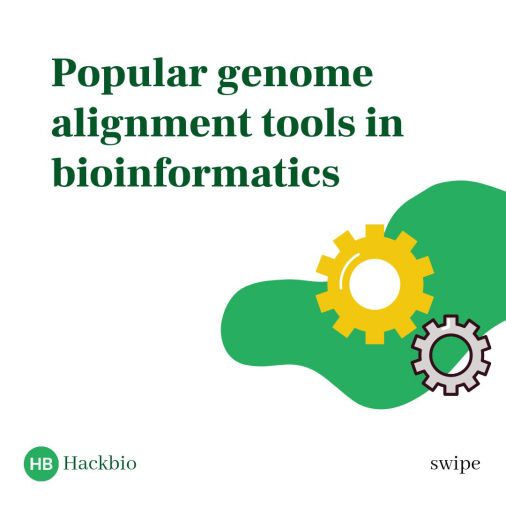 Popular genome
alignment tools in
bioinformatics
HB Hackbio
swipe